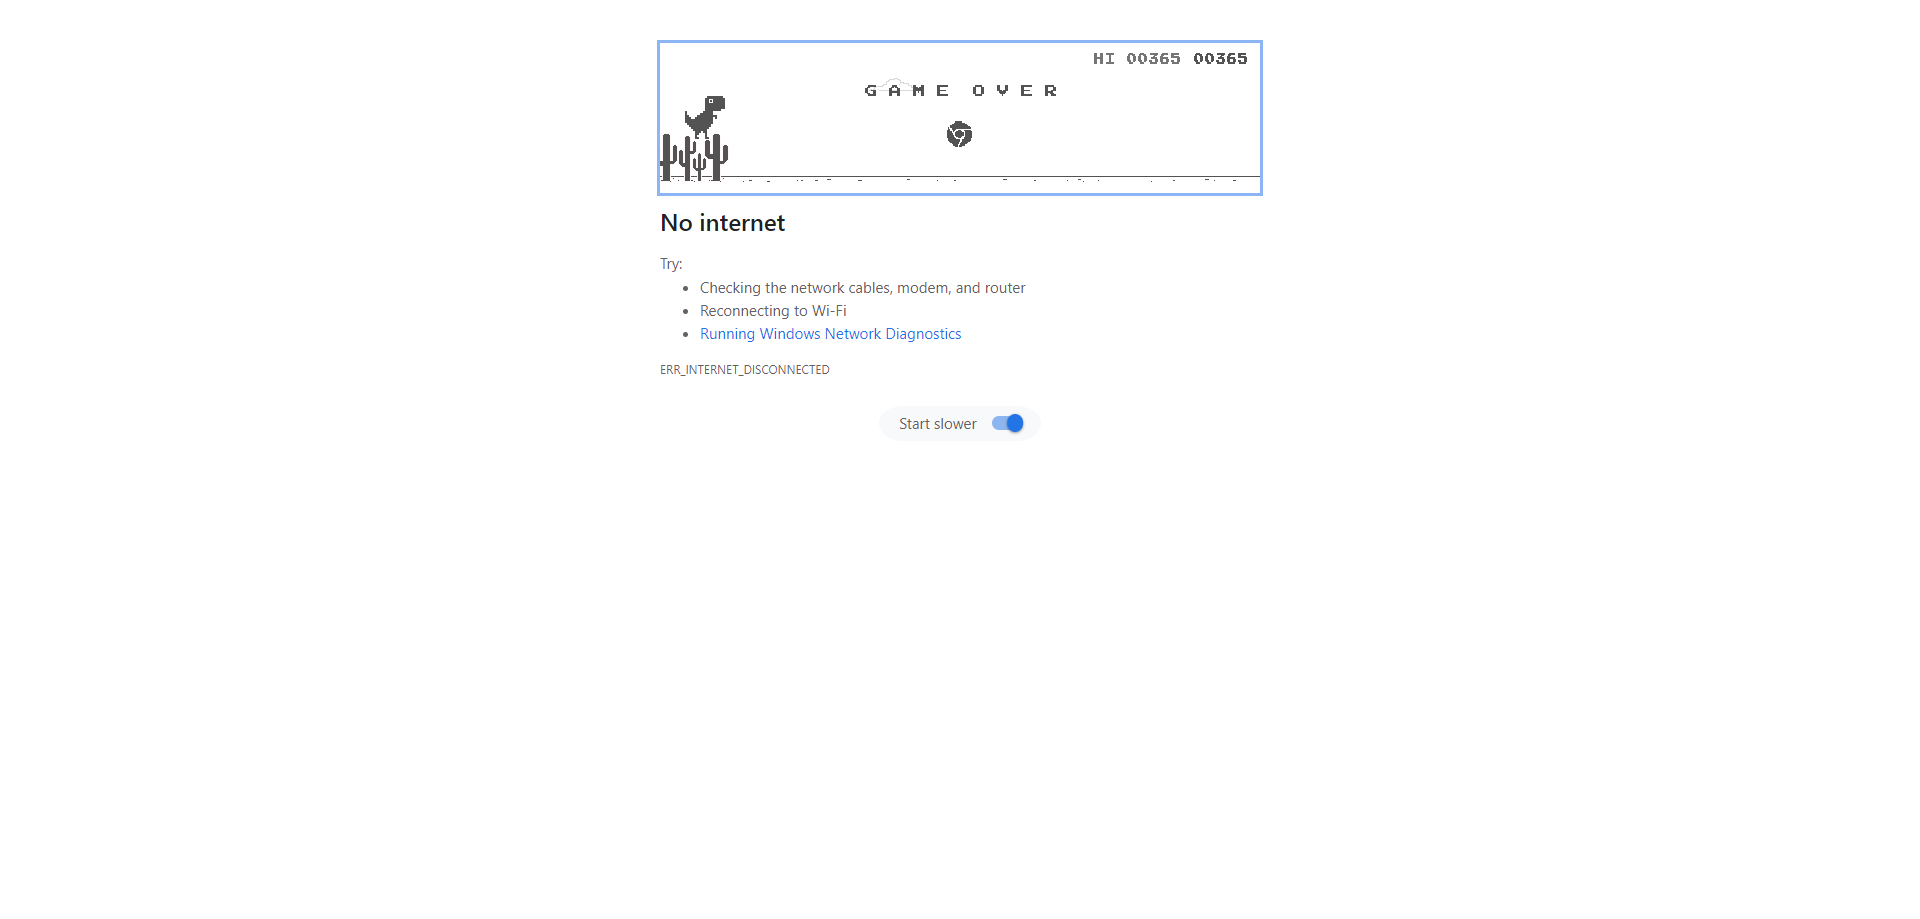 HI 00365 00365
GAME OVER
No internet
Try:
Checking the network cables, modem, and router
Reconnecting to Wi-Fi
Running Windows Network Diagnostics
ERR_INTERNET_DISCONNECTED
Start slower